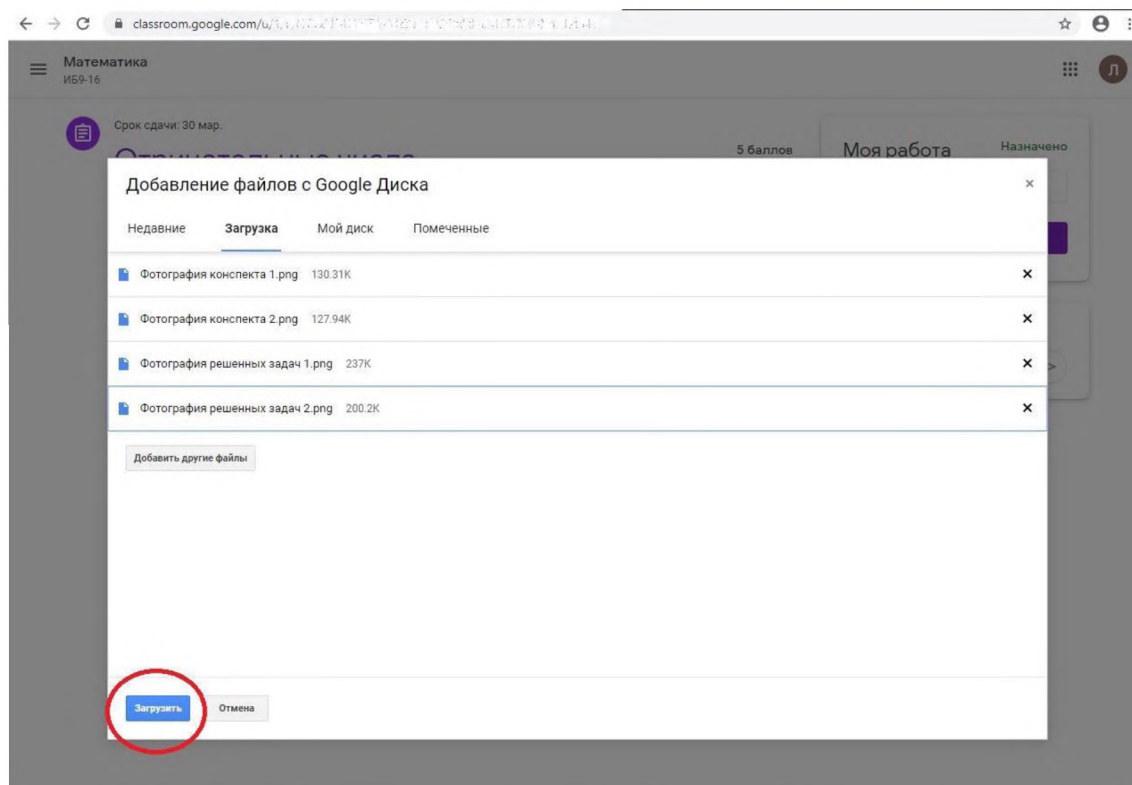 classroom.google.com/u/
Математика
ИБ9-16
Л
Срок сдачи: 30 мар.
Отрицательные числа
5 баллов
Моя работа
Назначено
Добавление файлов с Google Диска
Недавние Загрузка Мой диск Помеченные
Фотография конспекта 1.png 130.31K
Фотография конспекта 2.png 127.94K
Фотография решенных задач 1.png 237K
Фотография решенных задач 2.png 200.2K
Добавить другие файлы
Загрузить Отмена